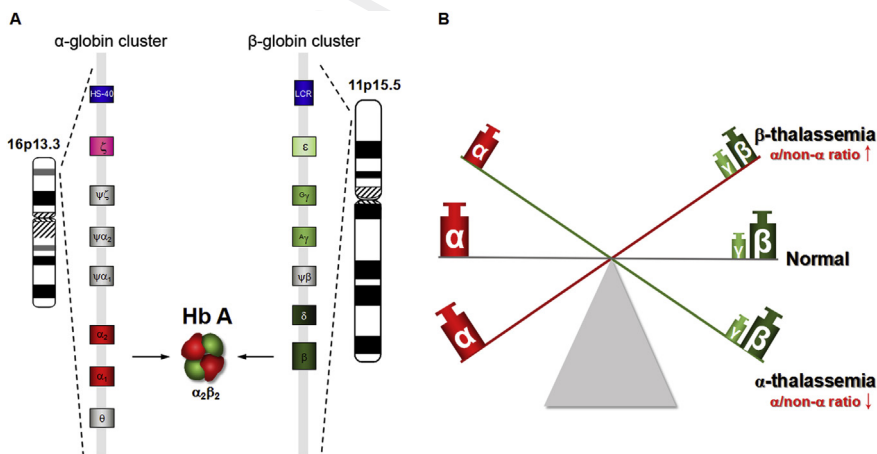 A
α-globin cluster
β-globin cluster
16p13.3
11p15.5
HS-40
ζ
ψζ
ψα₂
ψα₁
α₂
α₁
θ
LCR
ε
ᴳγ
ᴬγ
ψβ
δ
β
Hb A
α₂β₂
B
α
γ β
β-thalassemia
α/non-α ratio ↑
α
γ β
Normal
α
γ β
α-thalassemia
α/non-α ratio ↓